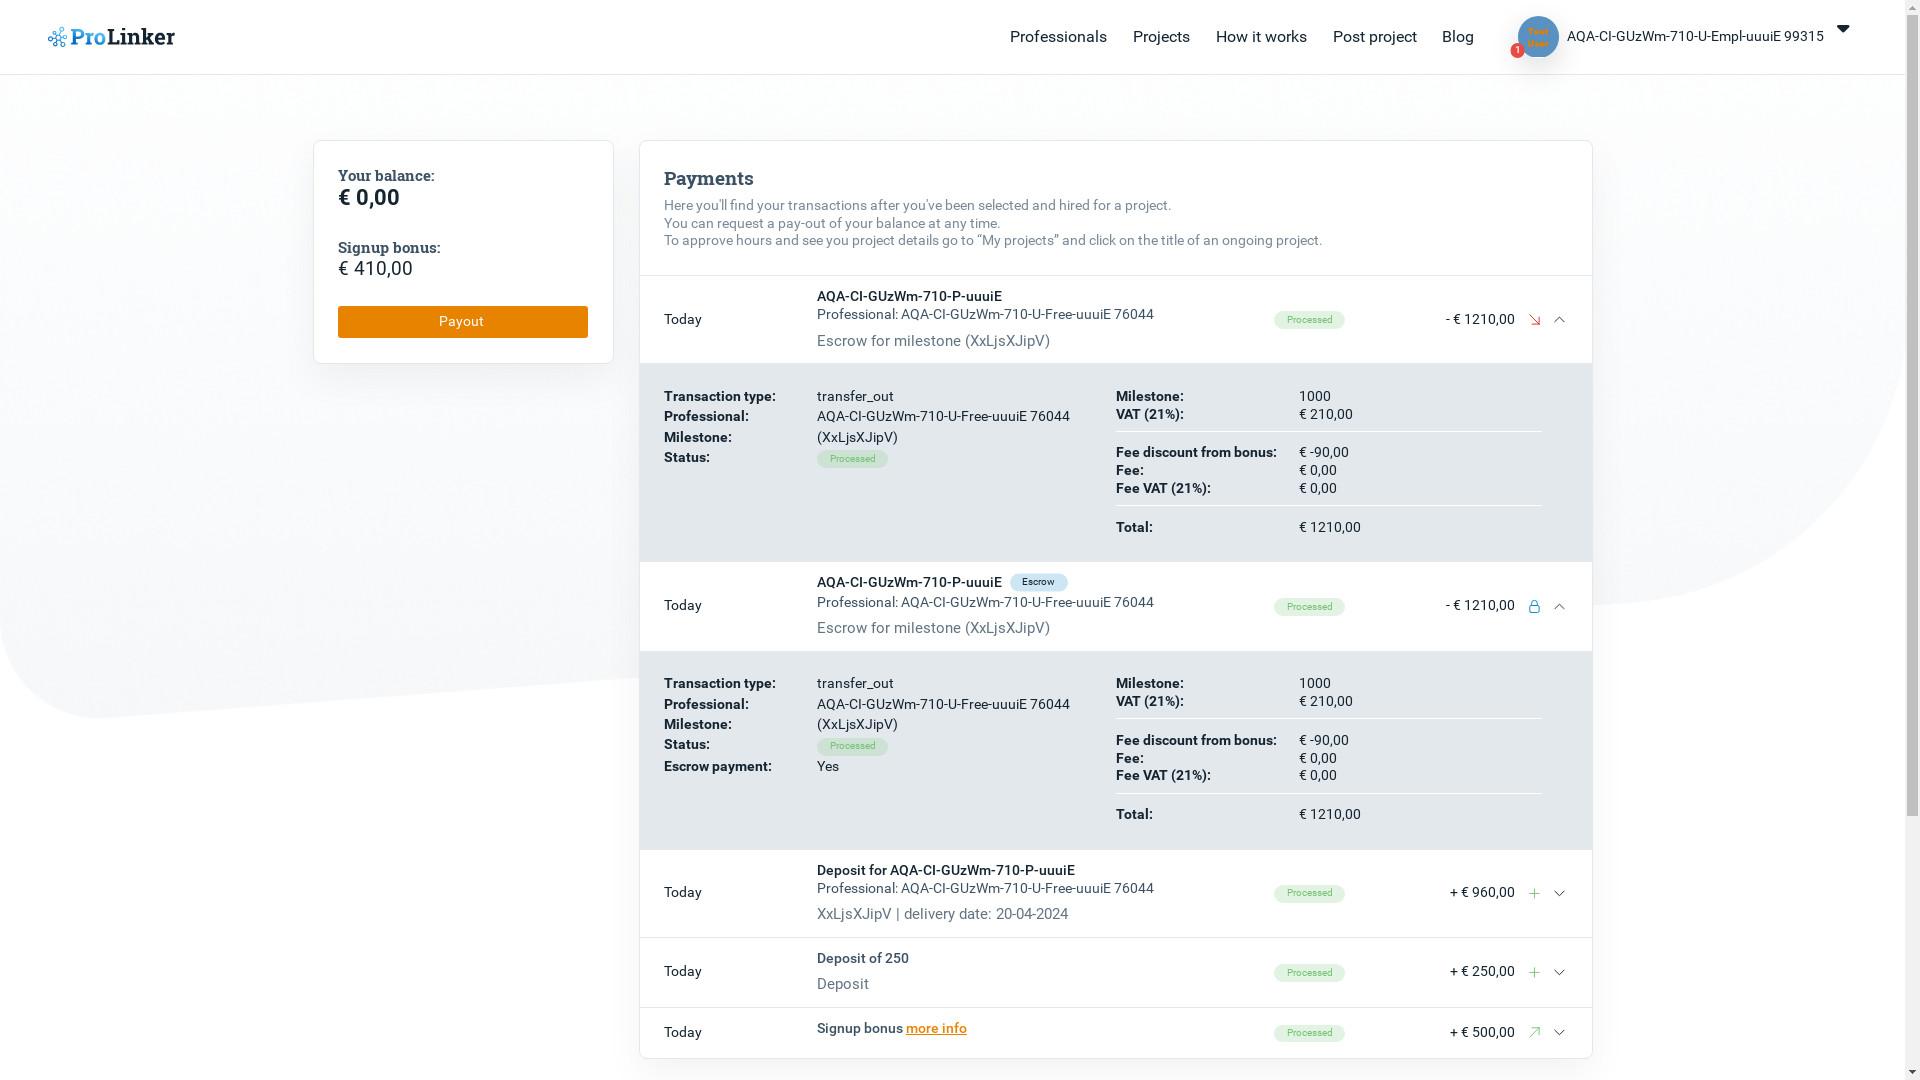 ProLinker
Professionals Projects How it works Post project Blog
1 AQA-CI-GUzWm-710-U-Empl-uuuiE 99315
Your balance:
€ 0,00
Signup bonus:
€ 410,00
Payout
Payments
Here you'll find your transactions after you've been selected and hired for a project.
You can request a pay-out of your balance at any time.
To approve hours and see you project details go to “My projects” and click on the title of an ongoing project.
AQA-CI-GUzWm-710-P-uuuiE
Today Professional: AQA-CI-GUzWm-710-U-Free-uuuiE 76044 Processed - € 1210,00
Escrow for milestone (XxLjsXJipV)
Transaction type: transfer_out
Professional: AQA-CI-GUzWm-710-U-Free-uuuiE 76044
Milestone: (XxLjsXJipV)
Status: Processed
Milestone: 1000
VAT (21%): € 210,00
Fee discount from bonus: € -90,00
Fee: € 0,00
Fee VAT (21%): € 0,00
Total: € 1210,00
AQA-CI-GUzWm-710-P-uuuiE Escrow
Today Professional: AQA-CI-GUzWm-710-U-Free-uuuiE 76044 Processed - € 1210,00
Escrow for milestone (XxLjsXJipV)
Transaction type: transfer_out
Professional: AQA-CI-GUzWm-710-U-Free-uuuiE 76044
Milestone: (XxLjsXJipV)
Status: Processed
Escrow payment: Yes
Milestone: 1000
VAT (21%): € 210,00
Fee discount from bonus: € -90,00
Fee: € 0,00
Fee VAT (21%): € 0,00
Total: € 1210,00
Deposit for AQA-CI-GUzWm-710-P-uuuiE
Today Professional: AQA-CI-GUzWm-710-U-Free-uuuiE 76044 Processed + € 960,00
XxLjsXJipV | delivery date: 20-04-2024
Deposit of 250
Today Processed + € 250,00
Deposit
Today Signup bonus more info Processed + € 500,00